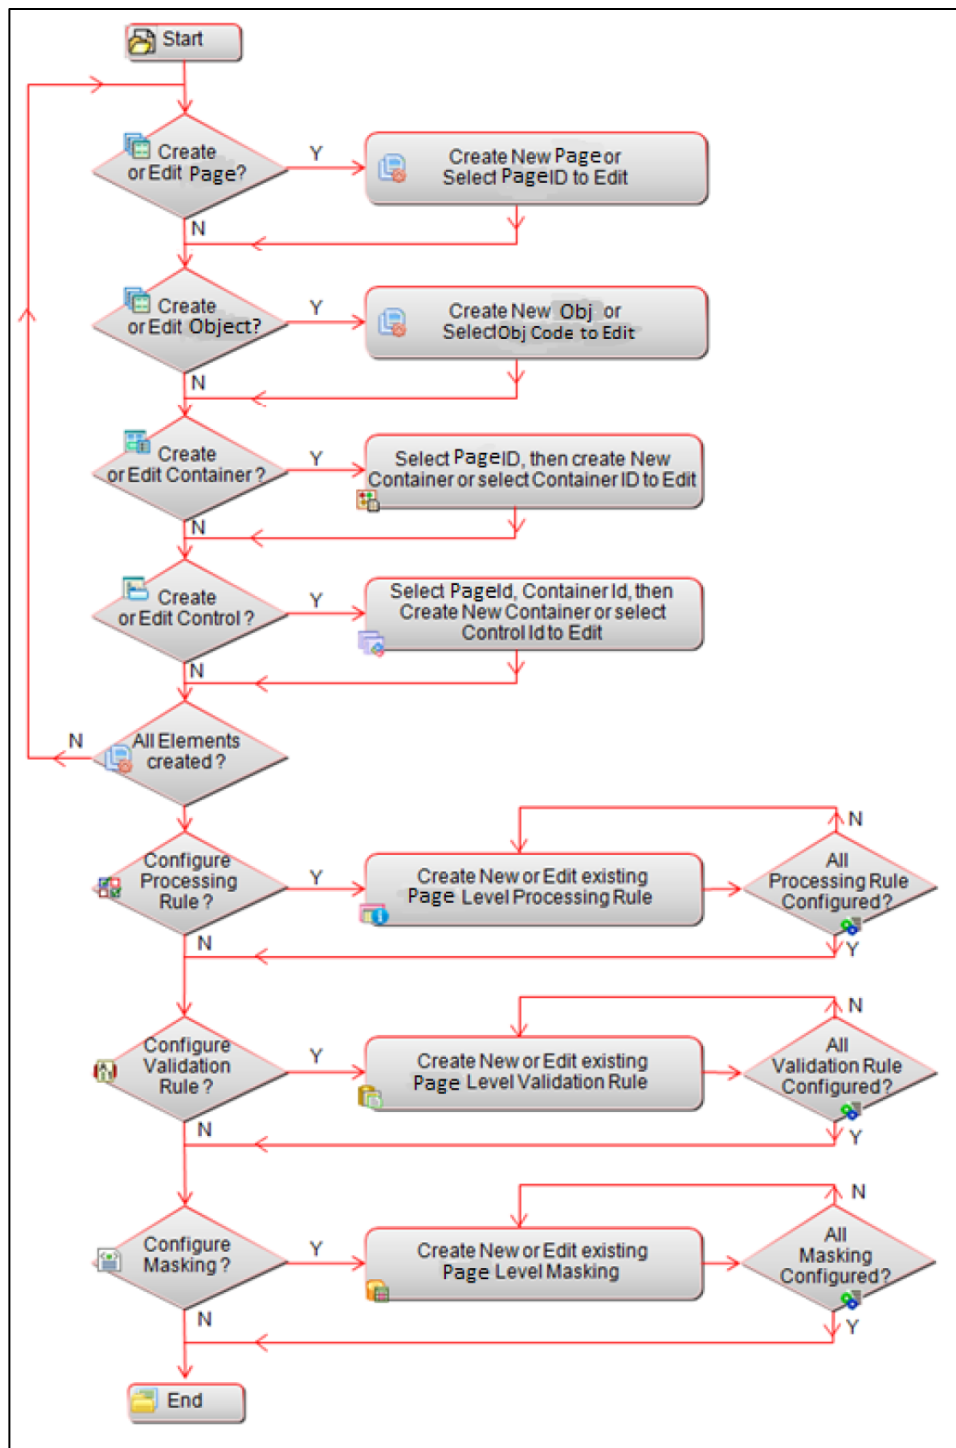 Start
Create
or Edit Page?
Y
Create New Page or
Select PageID to Edit
N
Create
or Edit Object?
Y
Create New Obj or
Select Obj Code to Edit
N
Create
or Edit Container ?
Y
Select PageID, then create New
Container or select Container ID to Edit
N
Create
or Edit Control ?
Y
Select PageId, Container Id, then
Create New Container or select
Control Id to Edit
N
All Elements
created ?
N
Configure
Processing
Rule ?
Y
Create New or Edit existing
Page Level Processing Rule
N
All
Processing Rule
Configured?
Y
N
Configure
Validation
Rule ?
Y
Create New or Edit existing
Page Level Validation Rule
N
All
Validation Rule
Configured?
Y
N
Configure
Masking ?
Y
Create New or Edit existing
Page Level Masking
N
All
Masking
Configured?
Y
N
End